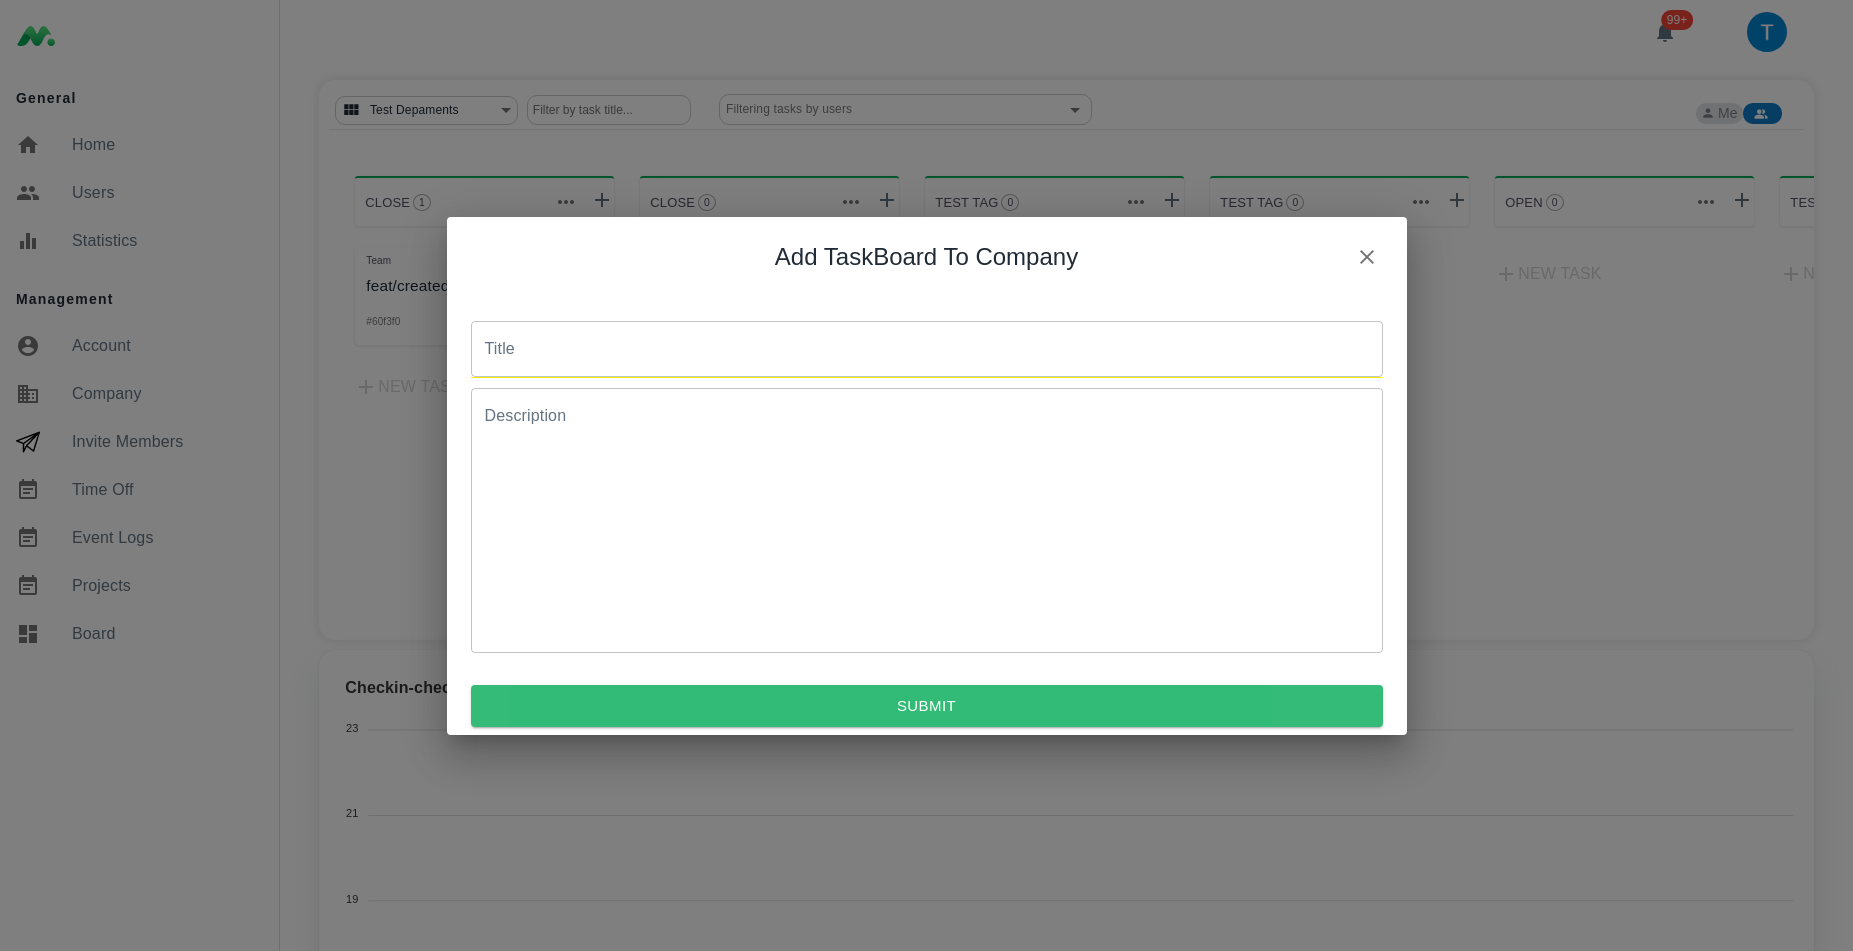 99+
T
General
Home
Users
Statistics
Management
Account
Company
Invite Members
Time Off
Event Logs
Projects
Board
Test Depaments
Filter by task title...
Filtering tasks by users
Me
CLOSE 1
CLOSE 0
TEST TAG 0
TEST TAG 0
OPEN 0
TES
Team
feat/created
#60f3f0
NEW TAS
NEW TASK
N
Add TaskBoard To Company
Title
Description
SUBMIT
Checkin-chec
23
21
19